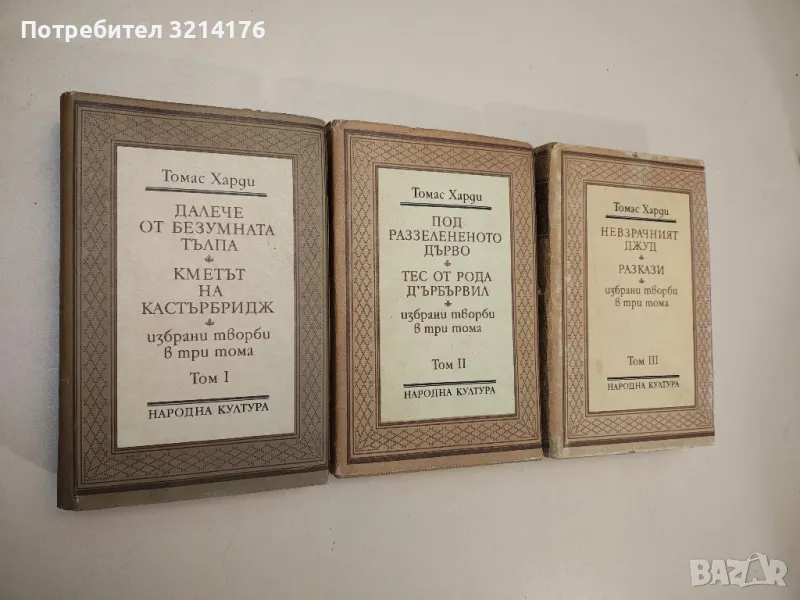 Потребител 3214176
Томас Харди
ДАЛЕЧЕ
ОТ БЕЗУМНАТА
ТЪЛПА
КМЕТЪТ
НА
КАСТЪРБРИДЖ
избрани творби
в три тома
Том I
НАРОДНА КУЛТУРА
Томас Харди
ПОД
РАЗЗЕЛЕНЕНОТО
ДЪРВО
ТЕС ОТ РОДА
Д'ЪРБЪРВИЛ
избрани творби
в три тома
Том II
НАРОДНА КУЛТУРА
Томас Харди
НЕВЗРАЧНИЯТ
ДЖУД
РАЗКАЗИ
избрани творби
в три тома
Том III
НАРОДНА КУЛТУРА
BAZAR